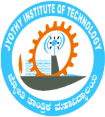 JYOTHY INSTITUTE OF TECHNOLOGY
ಜ್ಯೋತಿ ತಾಂತ್ರಿಕ ಮಹಾವಿದ್ಯಾಲಯ